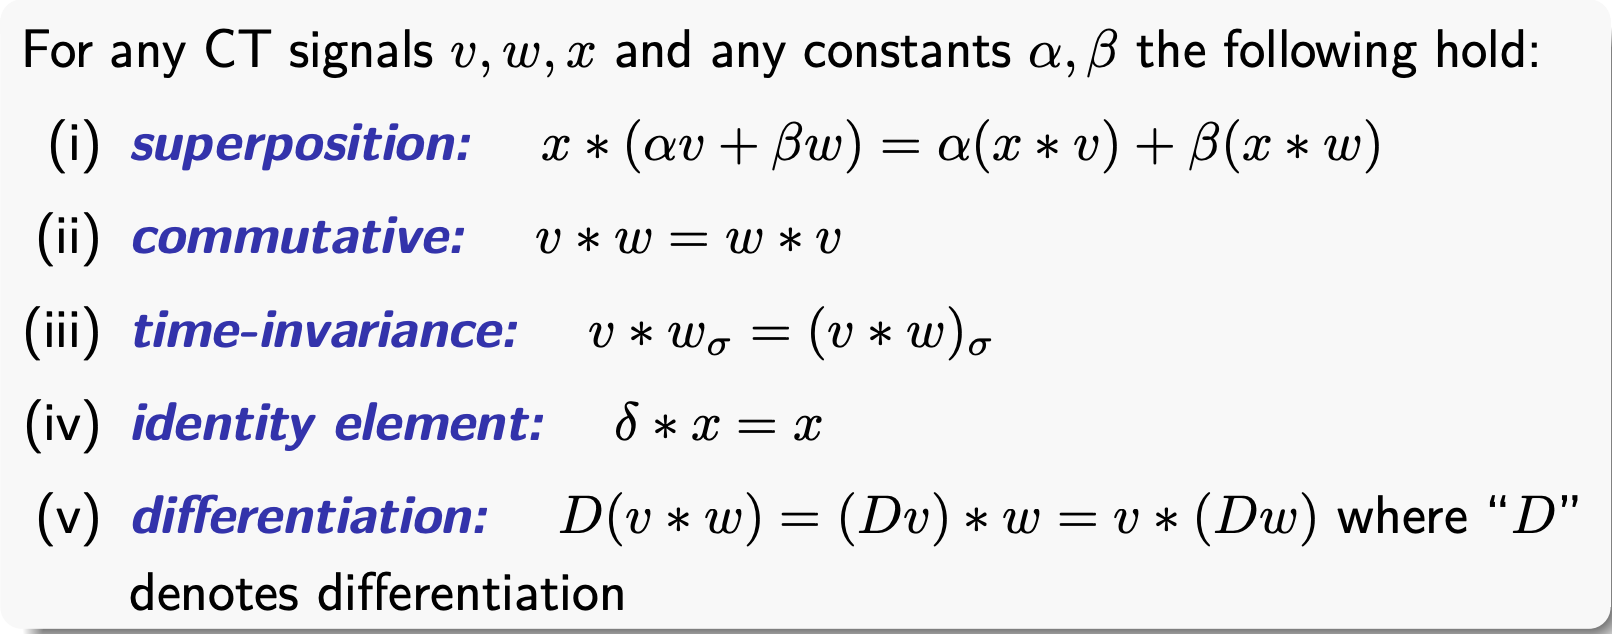 For any CT signals v, w, x and any constants α, β the following hold:
(i) superposition: x ∗ (αv + βw) = α(x ∗ v) + β(x ∗ w)
(ii) commutative: v ∗ w = w ∗ v
(iii) time-invariance: v ∗ w_σ = (v ∗ w)_σ
(iv) identity element: δ ∗ x = x
(v) differentiation: D(v ∗ w) = (Dv) ∗ w = v ∗ (Dw) where “D”
denotes differentiation